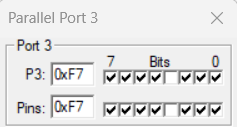 Parallel Port 3
Port 3
7 Bits 0
P3: 0xF7
Pins: 0xF7